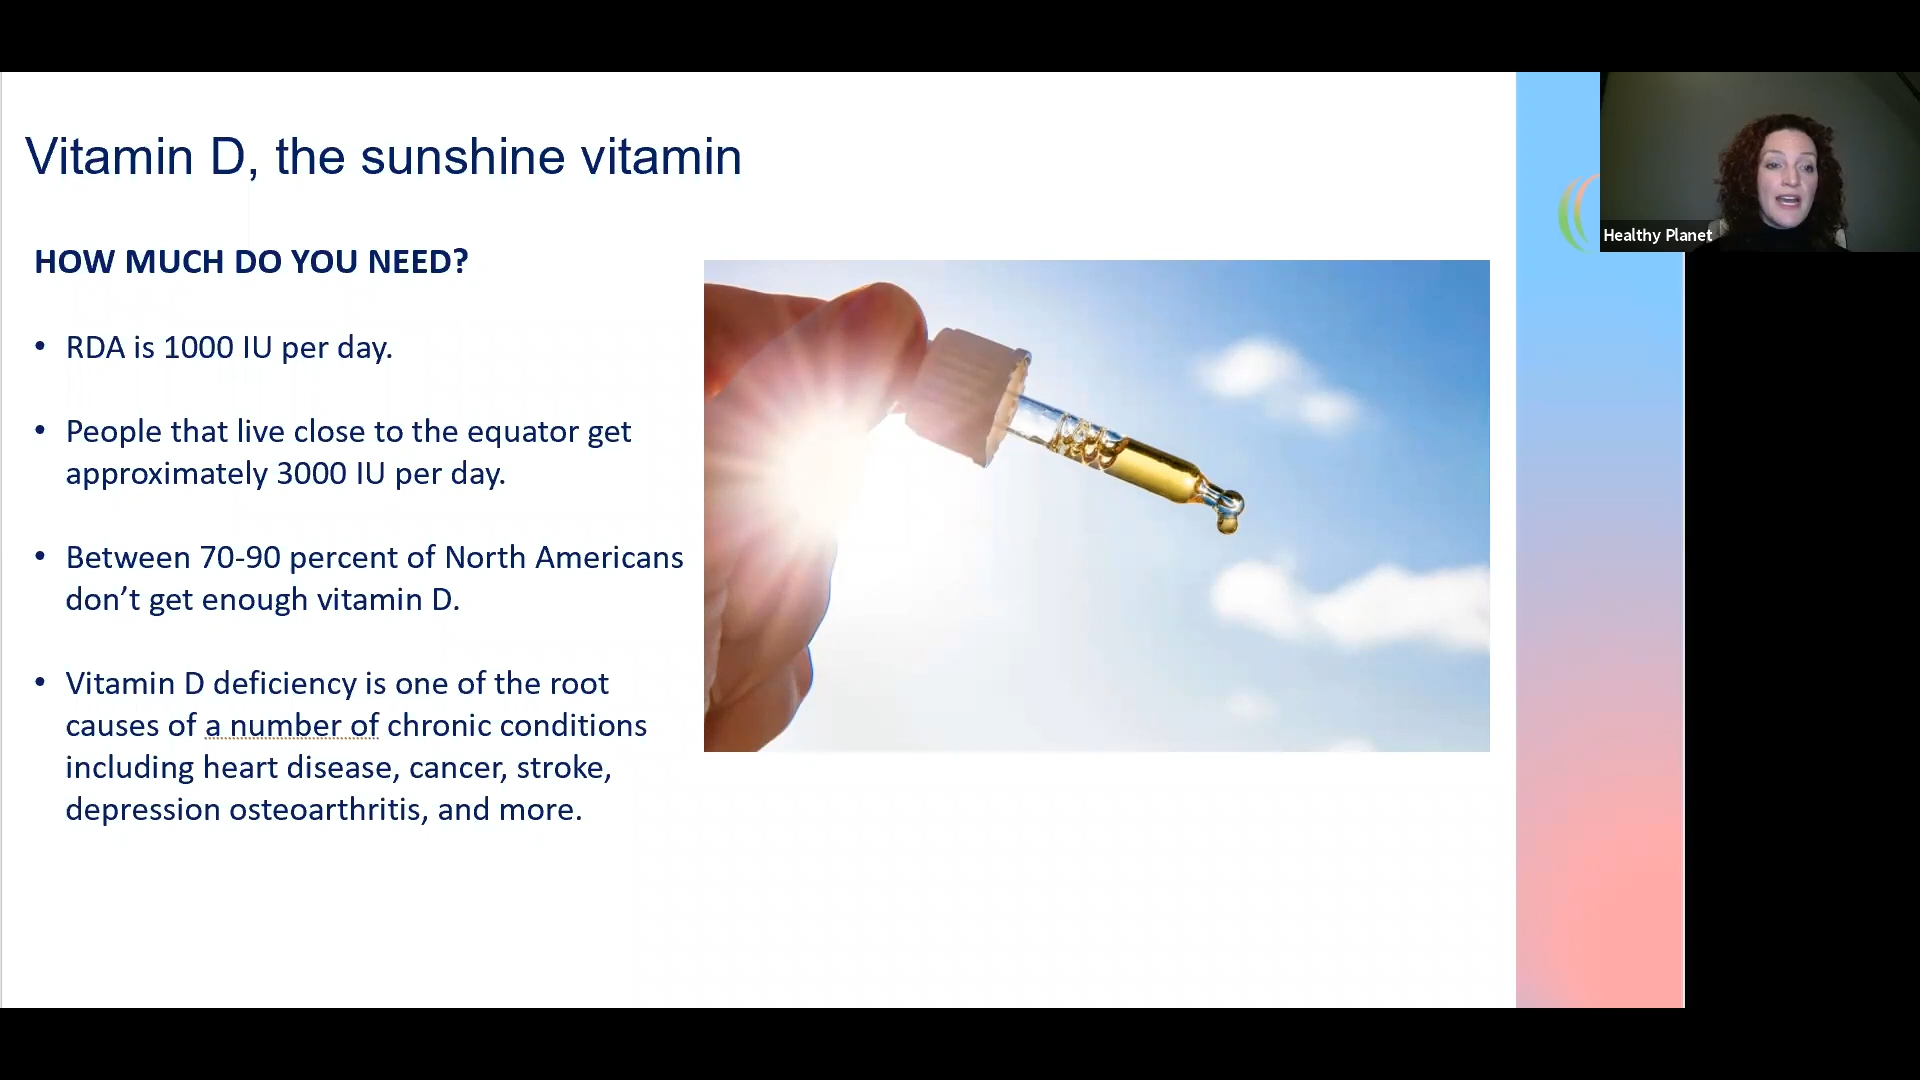 Vitamin D, the sunshine vitamin
HOW MUCH DO YOU NEED?
• RDA is 1000 IU per day.
• People that live close to the equator get
approximately 3000 IU per day.
• Between 70-90 percent of North Americans
don’t get enough vitamin D.
• Vitamin D deficiency is one of the root
causes of a number of chronic conditions
including heart disease, cancer, stroke,
depression osteoarthritis, and more.
Healthy Planet